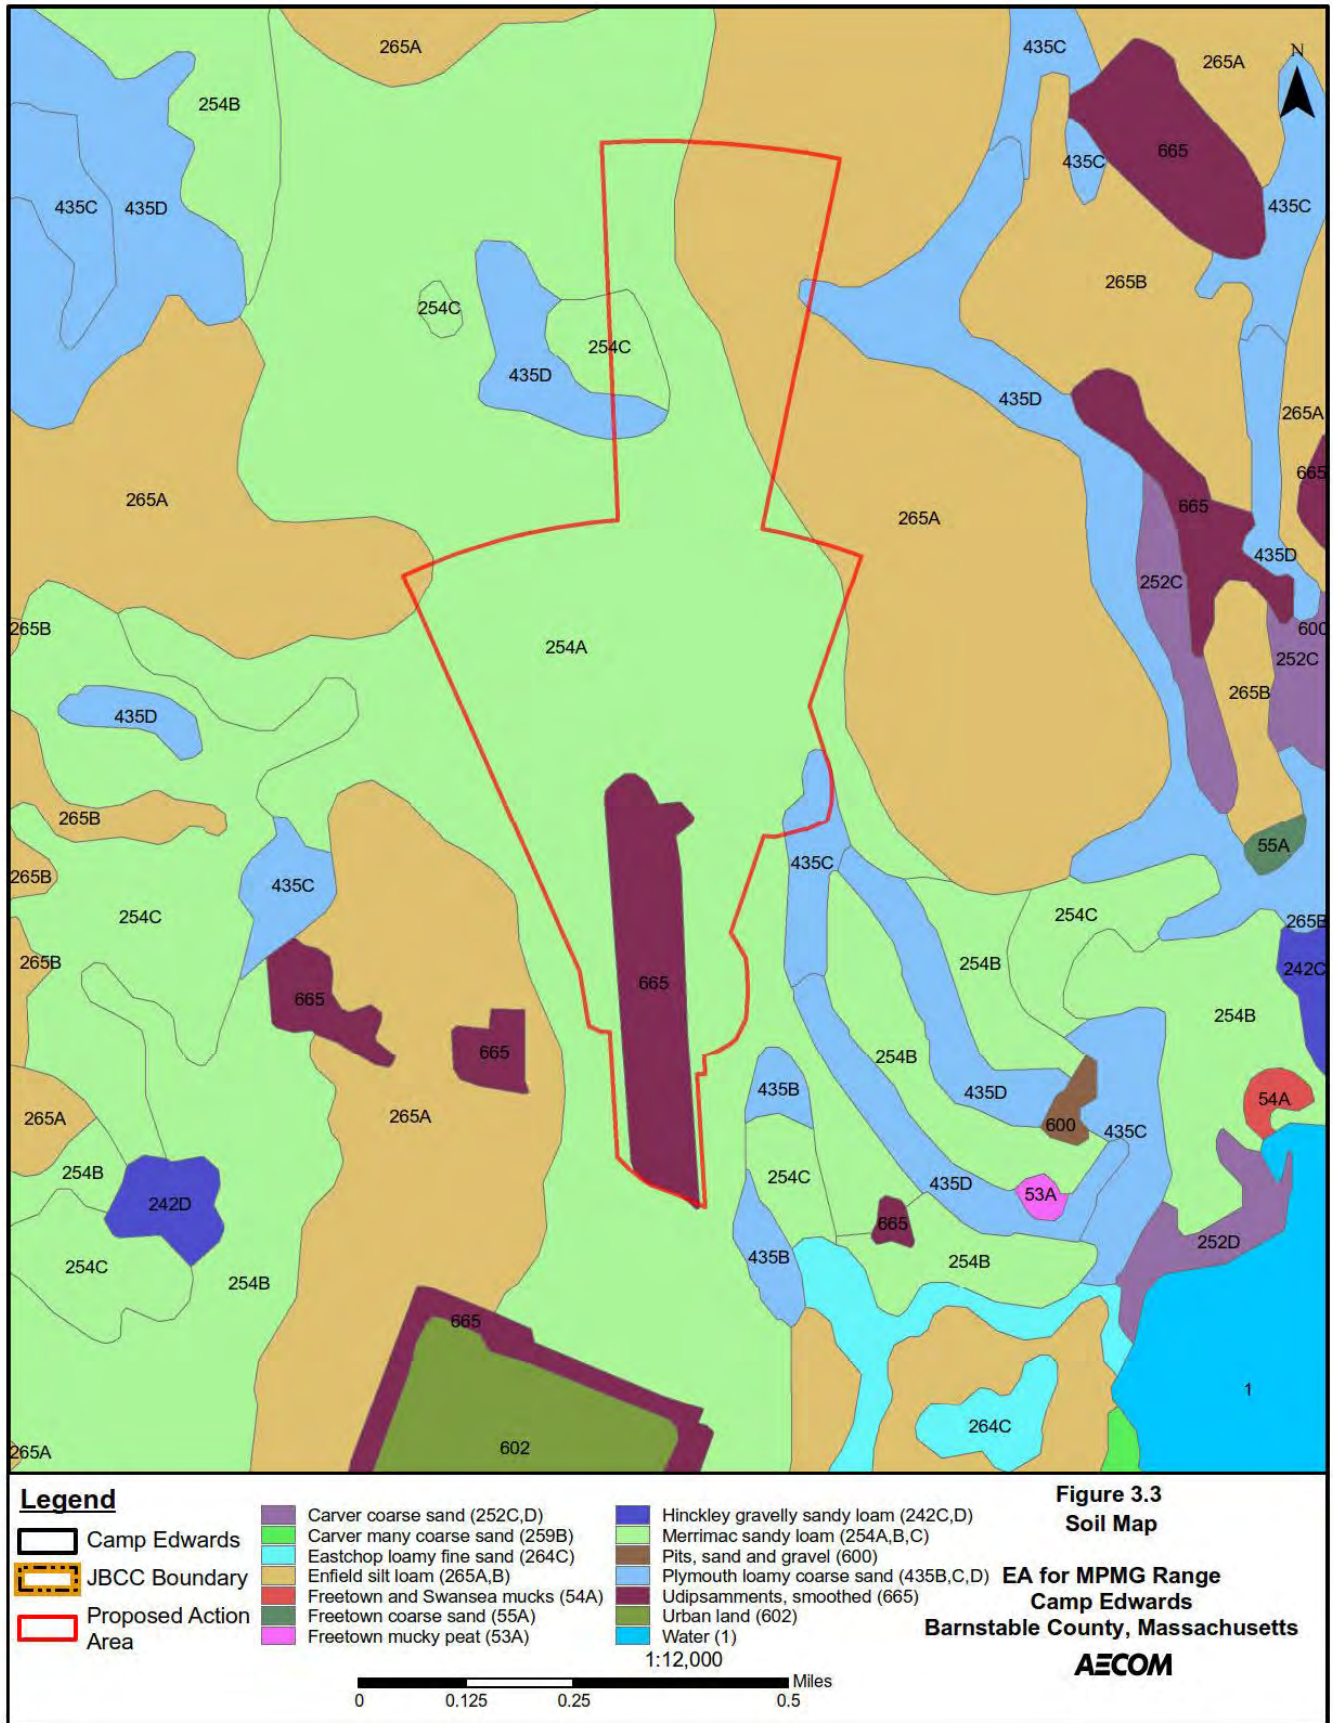 265A
435C
265A
N
254B
665
435C
435C
435D
435C
265B
254C
254C
435D
435D
265A
265A
665
665
265A
435D
252C
265B
254A
600
252C
265B
435D
265B
55A
435C
265B
435C
254C
254C
265B
265B
254B
242C
665
665
254B
665
254B
435B
435D
54A
265A
265A
600
435C
254B
254C
435D
53A
242D
665
252D
435B
254B
254C
254B
665
1
264C
602
265A
Legend
Camp Edwards
JBCC Boundary
Proposed Action
Area
Carver coarse sand (252C,D)
Carver many coarse sand (259B)
Eastchop loamy fine sand (264C)
Enfield silt loam (265A,B)
Freetown and Swansea mucks (54A)
Freetown coarse sand (55A)
Freetown mucky peat (53A)
Hinckley gravelly sandy loam (242C,D)
Merrimac sandy loam (254A,B,C)
Pits, sand and gravel (600)
Plymouth loamy coarse sand (435B,C,D)
Udipsamments, smoothed (665)
Urban land (602)
Water (1)
1:12,000
Miles
0 0.125 0.25 0.5
Figure 3.3
Soil Map
EA for MPMG Range
Camp Edwards
Barnstable County, Massachusetts
AECOM